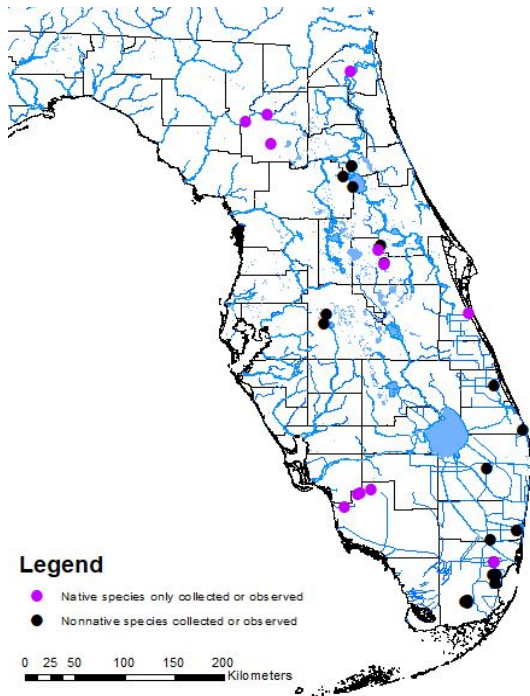 Legend
Native species only collected or observed
Nonnative species collected or observed
0 25 50 100 150 200
Kilometers